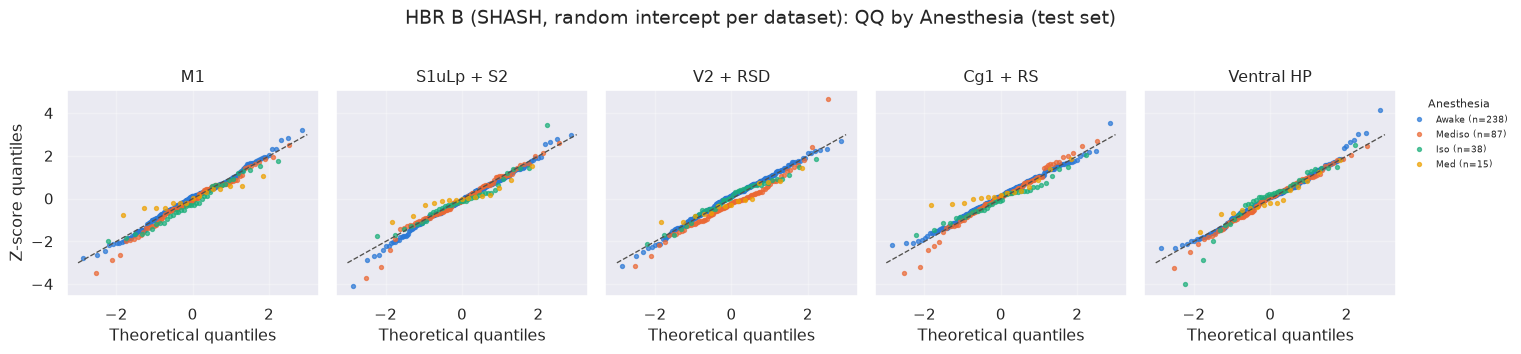 HBR B (SHASH, random intercept per dataset): QQ by Anesthesia (test set)
M1
S1uLp + S2
V2 + RSD
Cg1 + RS
Ventral HP
Z-score quantiles
4
2
0
−2
−4
−2 0 2
−2 0 2
−2 0 2
−2 0 2
−2 0 2
Theoretical quantiles
Theoretical quantiles
Theoretical quantiles
Theoretical quantiles
Theoretical quantiles
Anesthesia
Awake (n=238)
Mediso (n=87)
Iso (n=38)
Med (n=15)